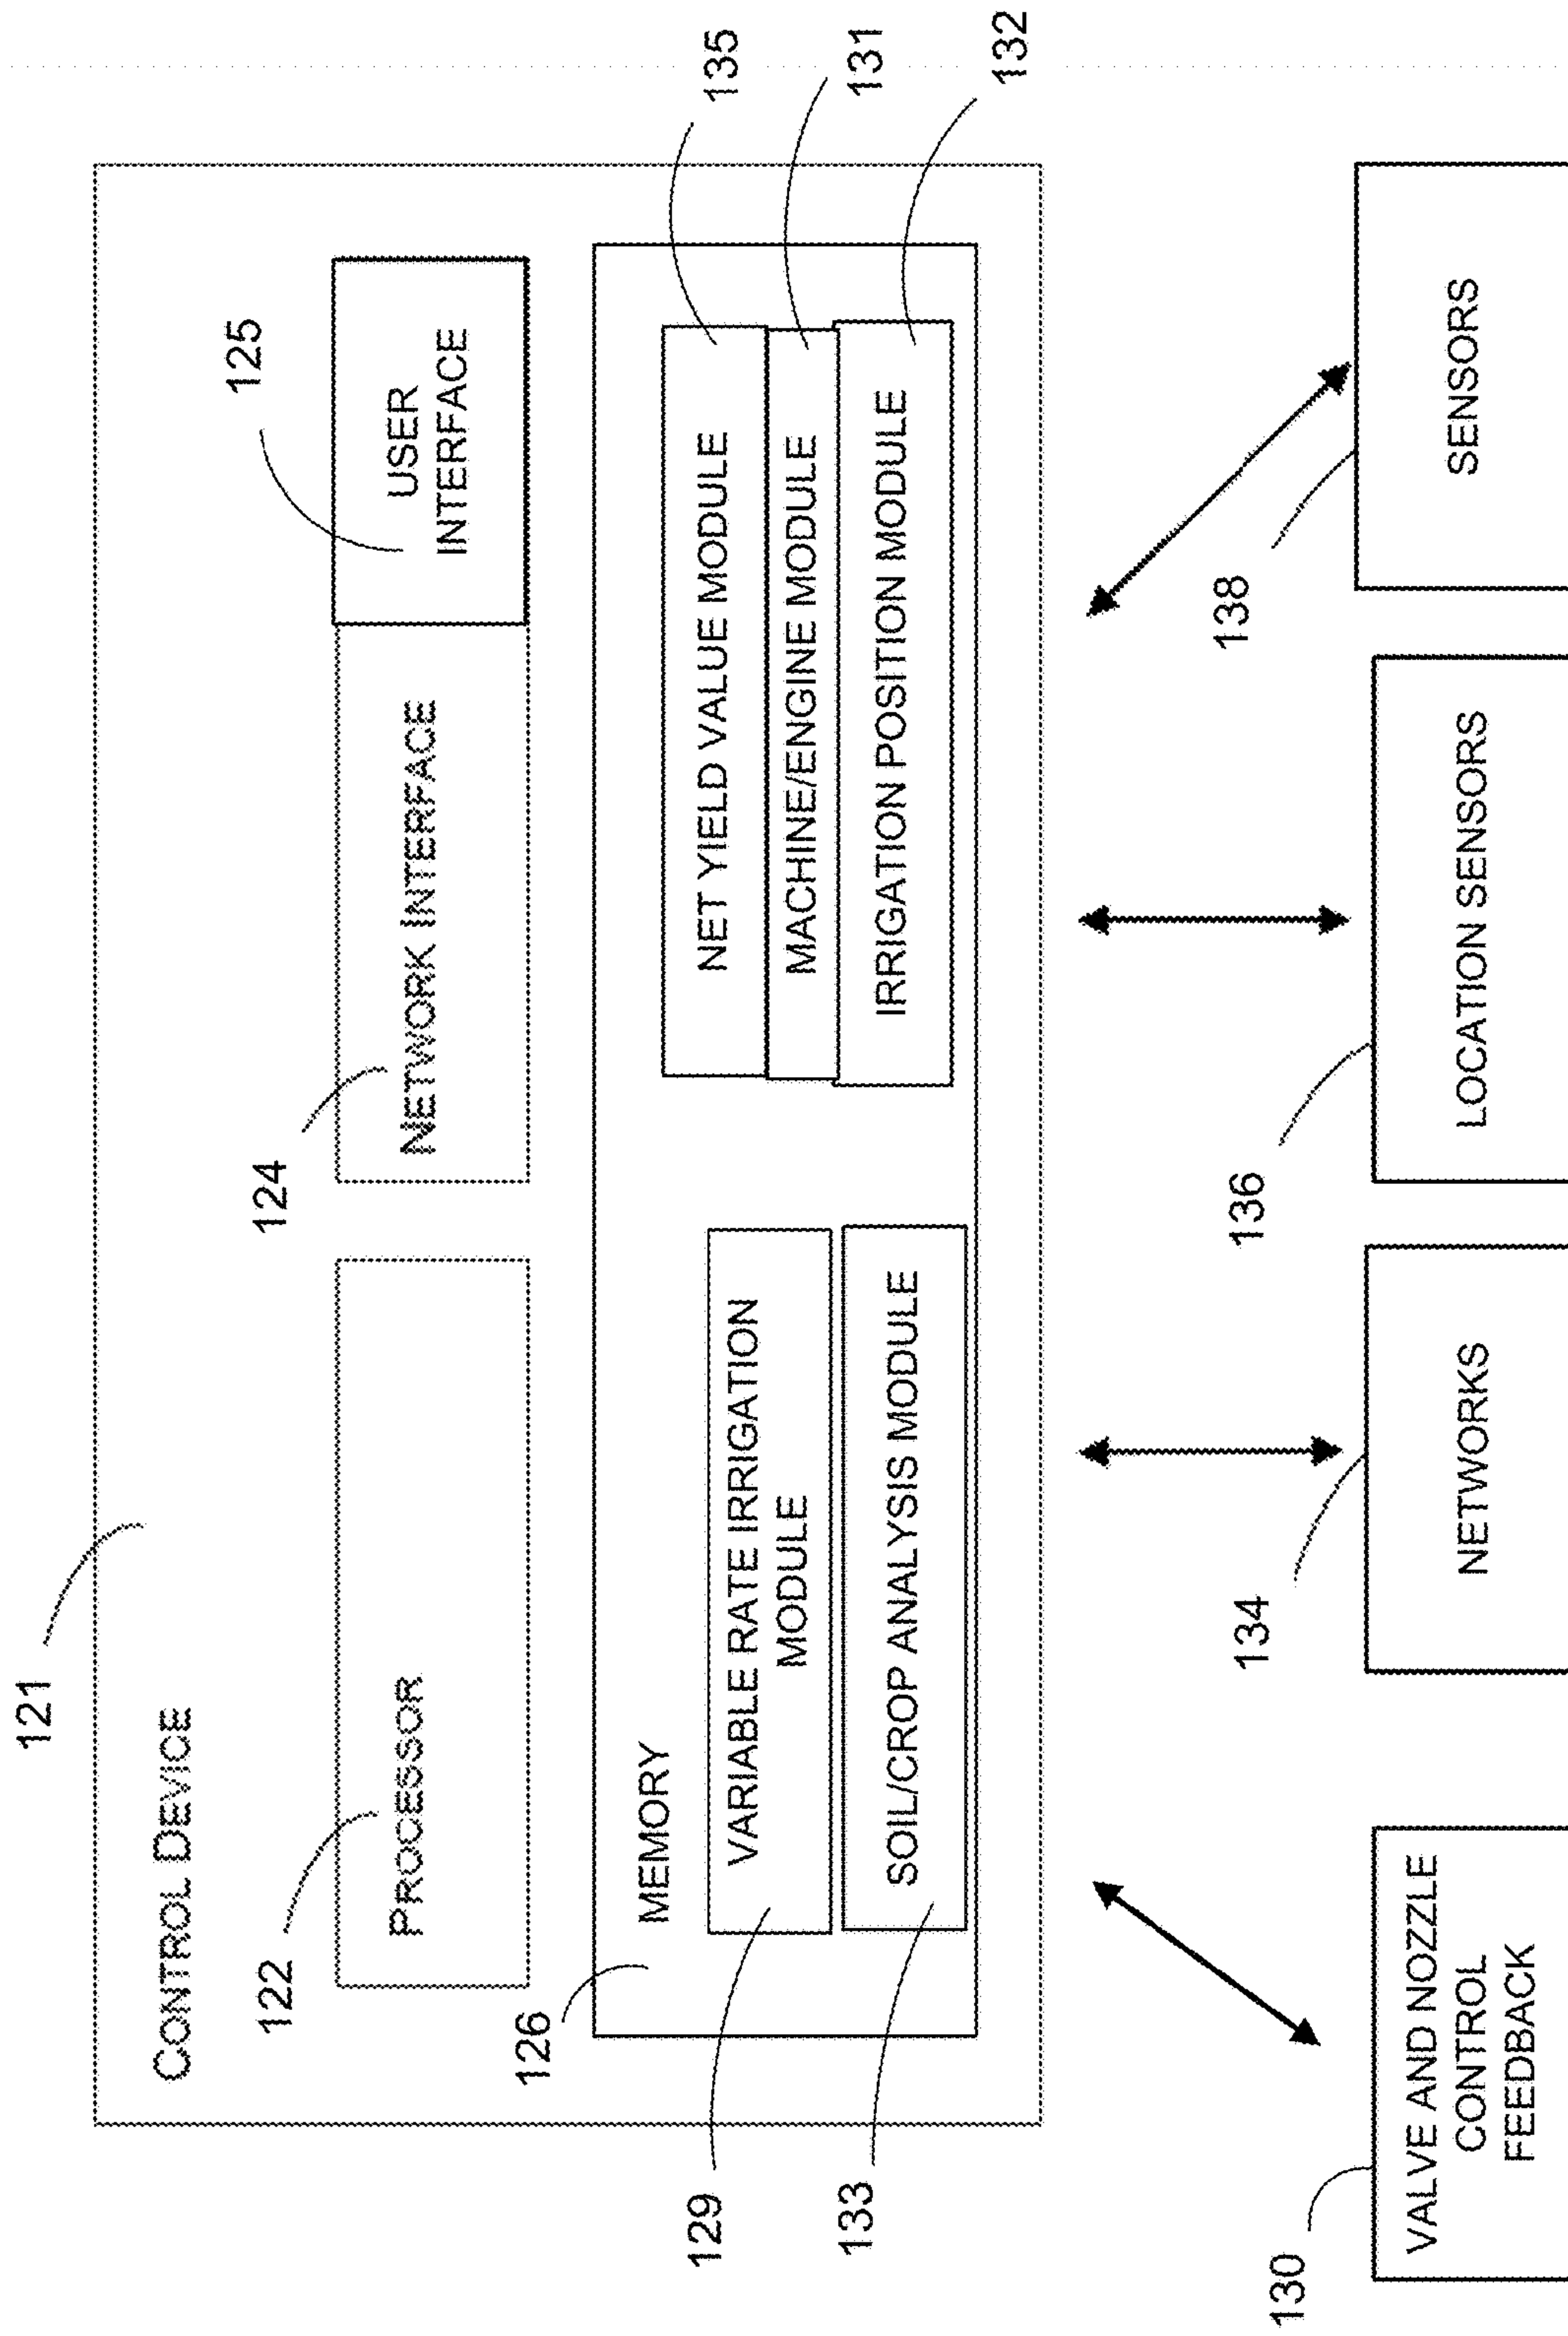 121
CONTROL DEVICE
122
PROCESSOR
124
NETWORK INTERFACE
125
USER
INTERFACE
126
MEMORY
129
VARIABLE RATE IRRIGATION
MODULE
133
SOIL/CROP ANALYSIS MODULE
135
NET YIELD VALUE MODULE
131
MACHINE/ENGINE MODULE
132
IRRIGATION POSITION MODULE
130
VALVE AND NOZZLE
CONTROL
FEEDBACK
134
NETWORKS
136
LOCATION SENSORS
138
SENSORS